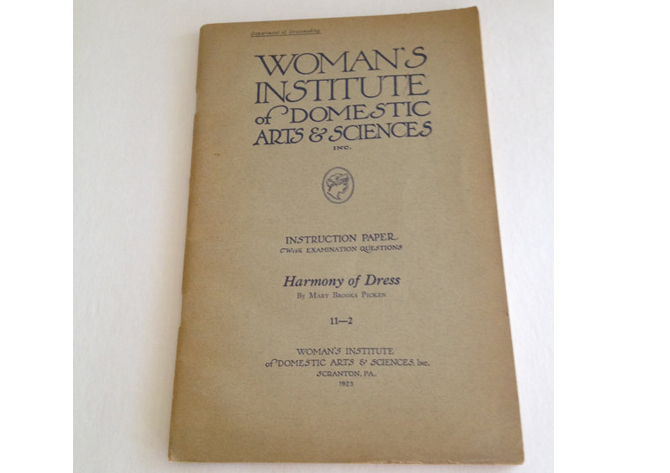 Department of Dressmaking
WOMAN'S
INSTITUTE
of DOMESTIC
ARTS & SCIENCES
INC.
INSTRUCTION PAPER
With EXAMINATION QUESTIONS
Harmony of Dress
By Mary Brooks Picken
11—2
WOMAN'S INSTITUTE
of DOMESTIC ARTS & SCIENCES, Inc.
SCRANTON, PA.
1923